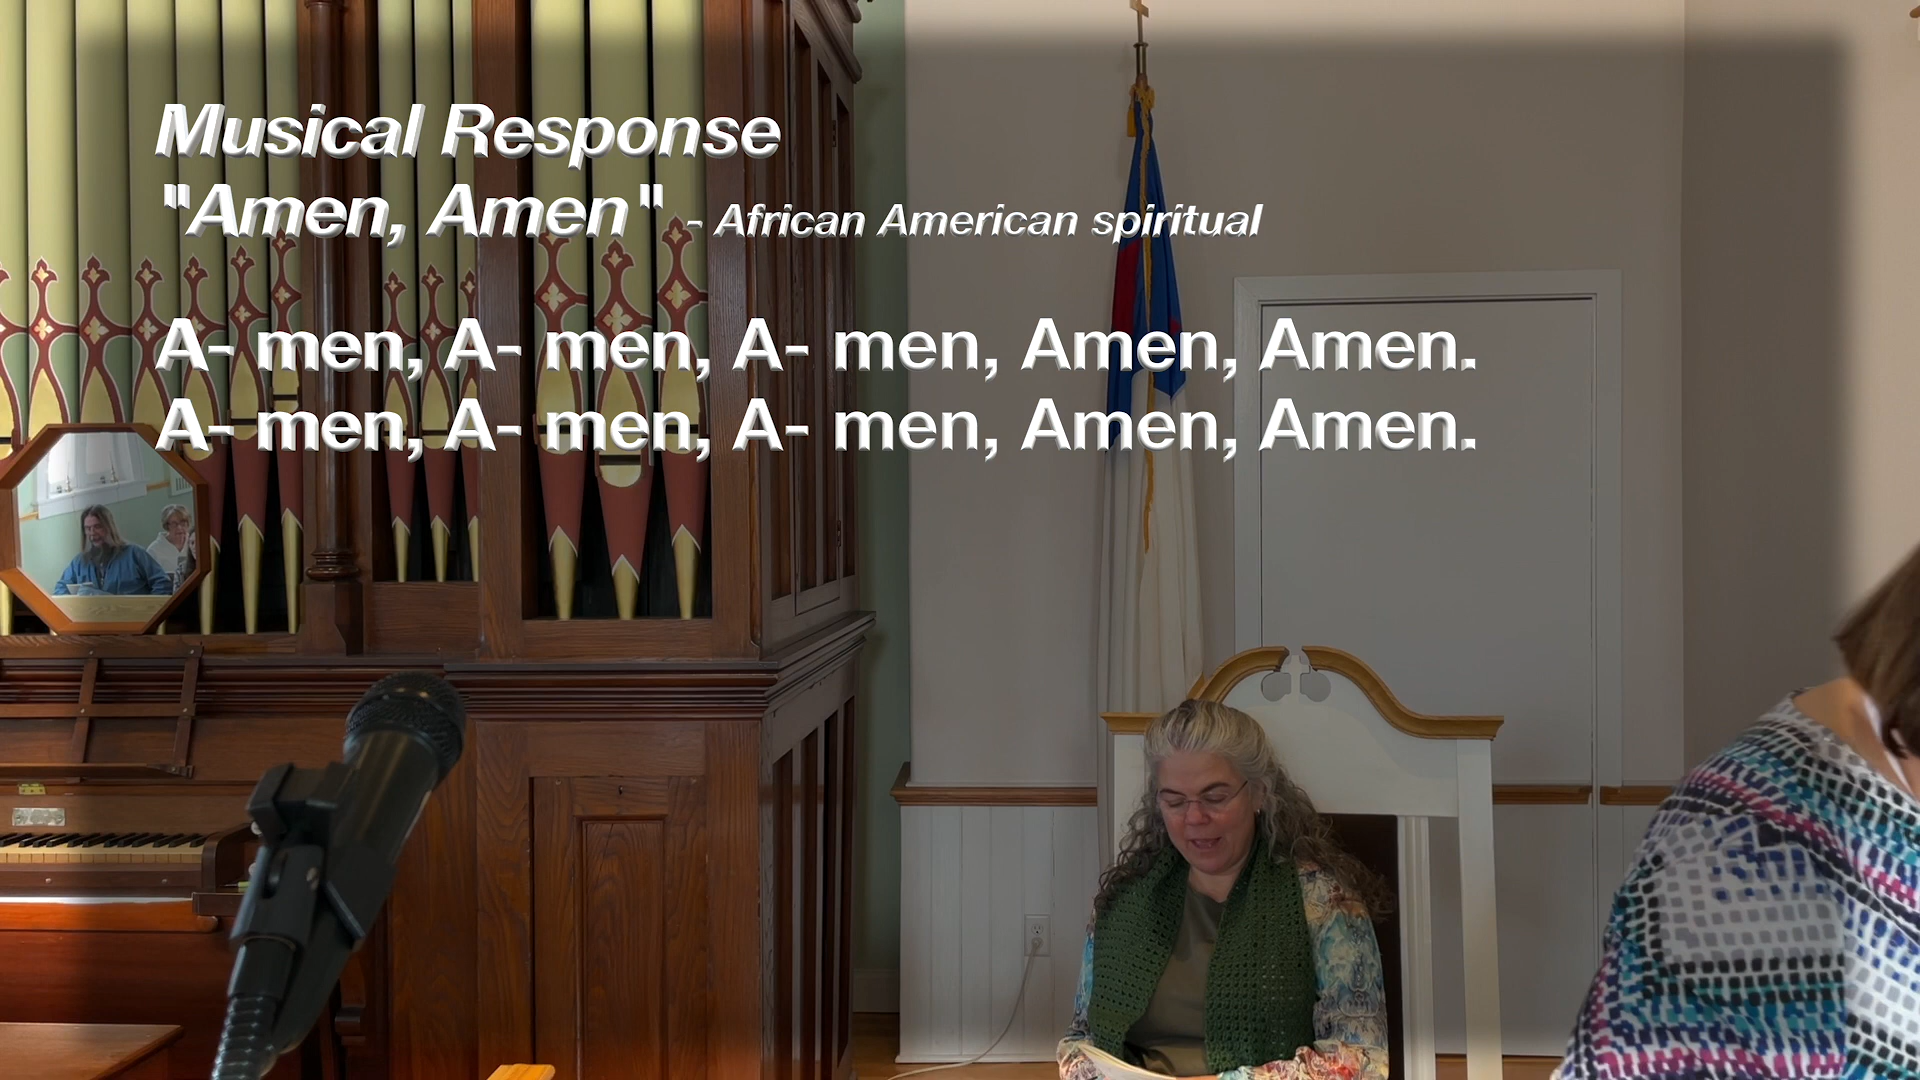 Musical Response
"Amen, Amen" - African American spiritual
A- men, A- men, A- men, Amen, Amen.
A- men, A- men, A- men, Amen, Amen.